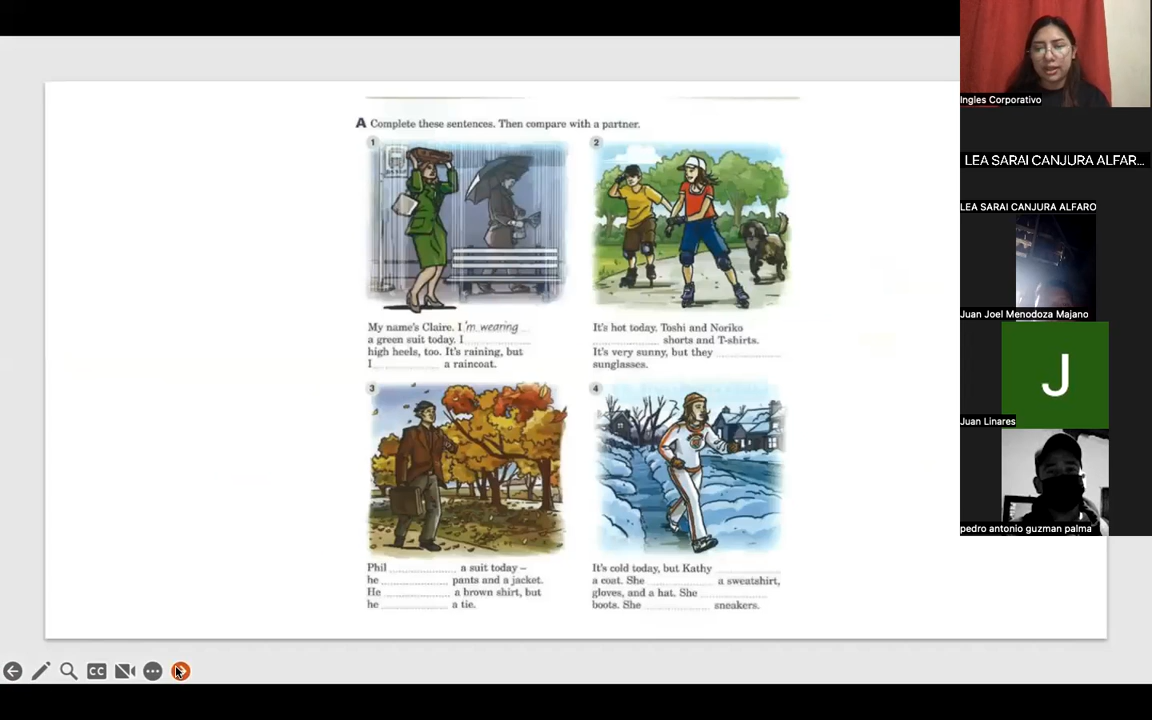 A Complete these sentences. Then compare with a partner.
1
2
My name's Claire. I 'm wearing
a green suit today. I
high heels, too. It's raining, but
I a raincoat.
It's hot today. Toshi and Noriko
shorts and T-shirts.
It's very sunny, but they
sunglasses.
3
4
Phil a suit today –
he pants and a jacket.
He a brown shirt, but
he a tie.
It's cold today, but Kathy
a coat. She a sweatshirt,
gloves, and a hat. She
boots. She sneakers.
CC
Ingles Corporativo
LEA SARAI CANJURA ALFAR...
LEA SARAI CANJURA ALFARO
Juan Joel Menodoza Majano
J
Juan Linares
pedro antonio guzman palma